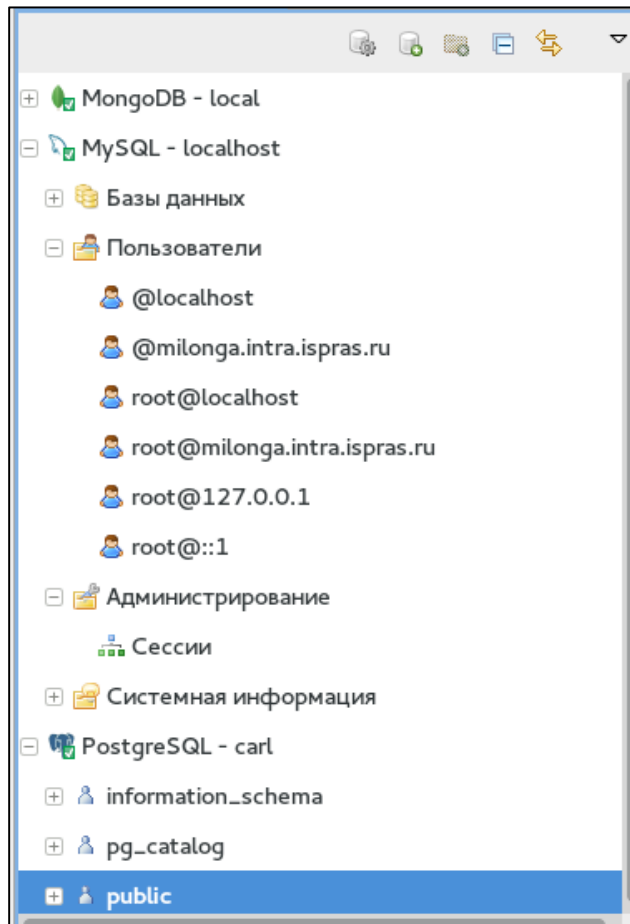 MongoDB - local
MySQL - localhost
Базы данных
Пользователи
@localhost
@milonga.intra.ispras.ru
root@localhost
root@milonga.intra.ispras.ru
root@127.0.0.1
root@::1
Администрирование
Сессии
Системная информация
PostgreSQL - carl
information_schema
pg_catalog
public